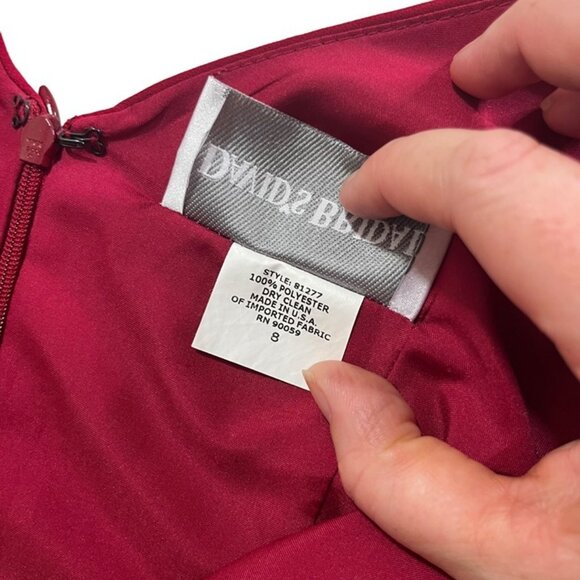 DAVID'S BRIDAL
STYLE: 81277
100% POLYESTER
DRY CLEAN
MADE IN U.S.A.
OF IMPORTED FABRIC
RN 90059
8